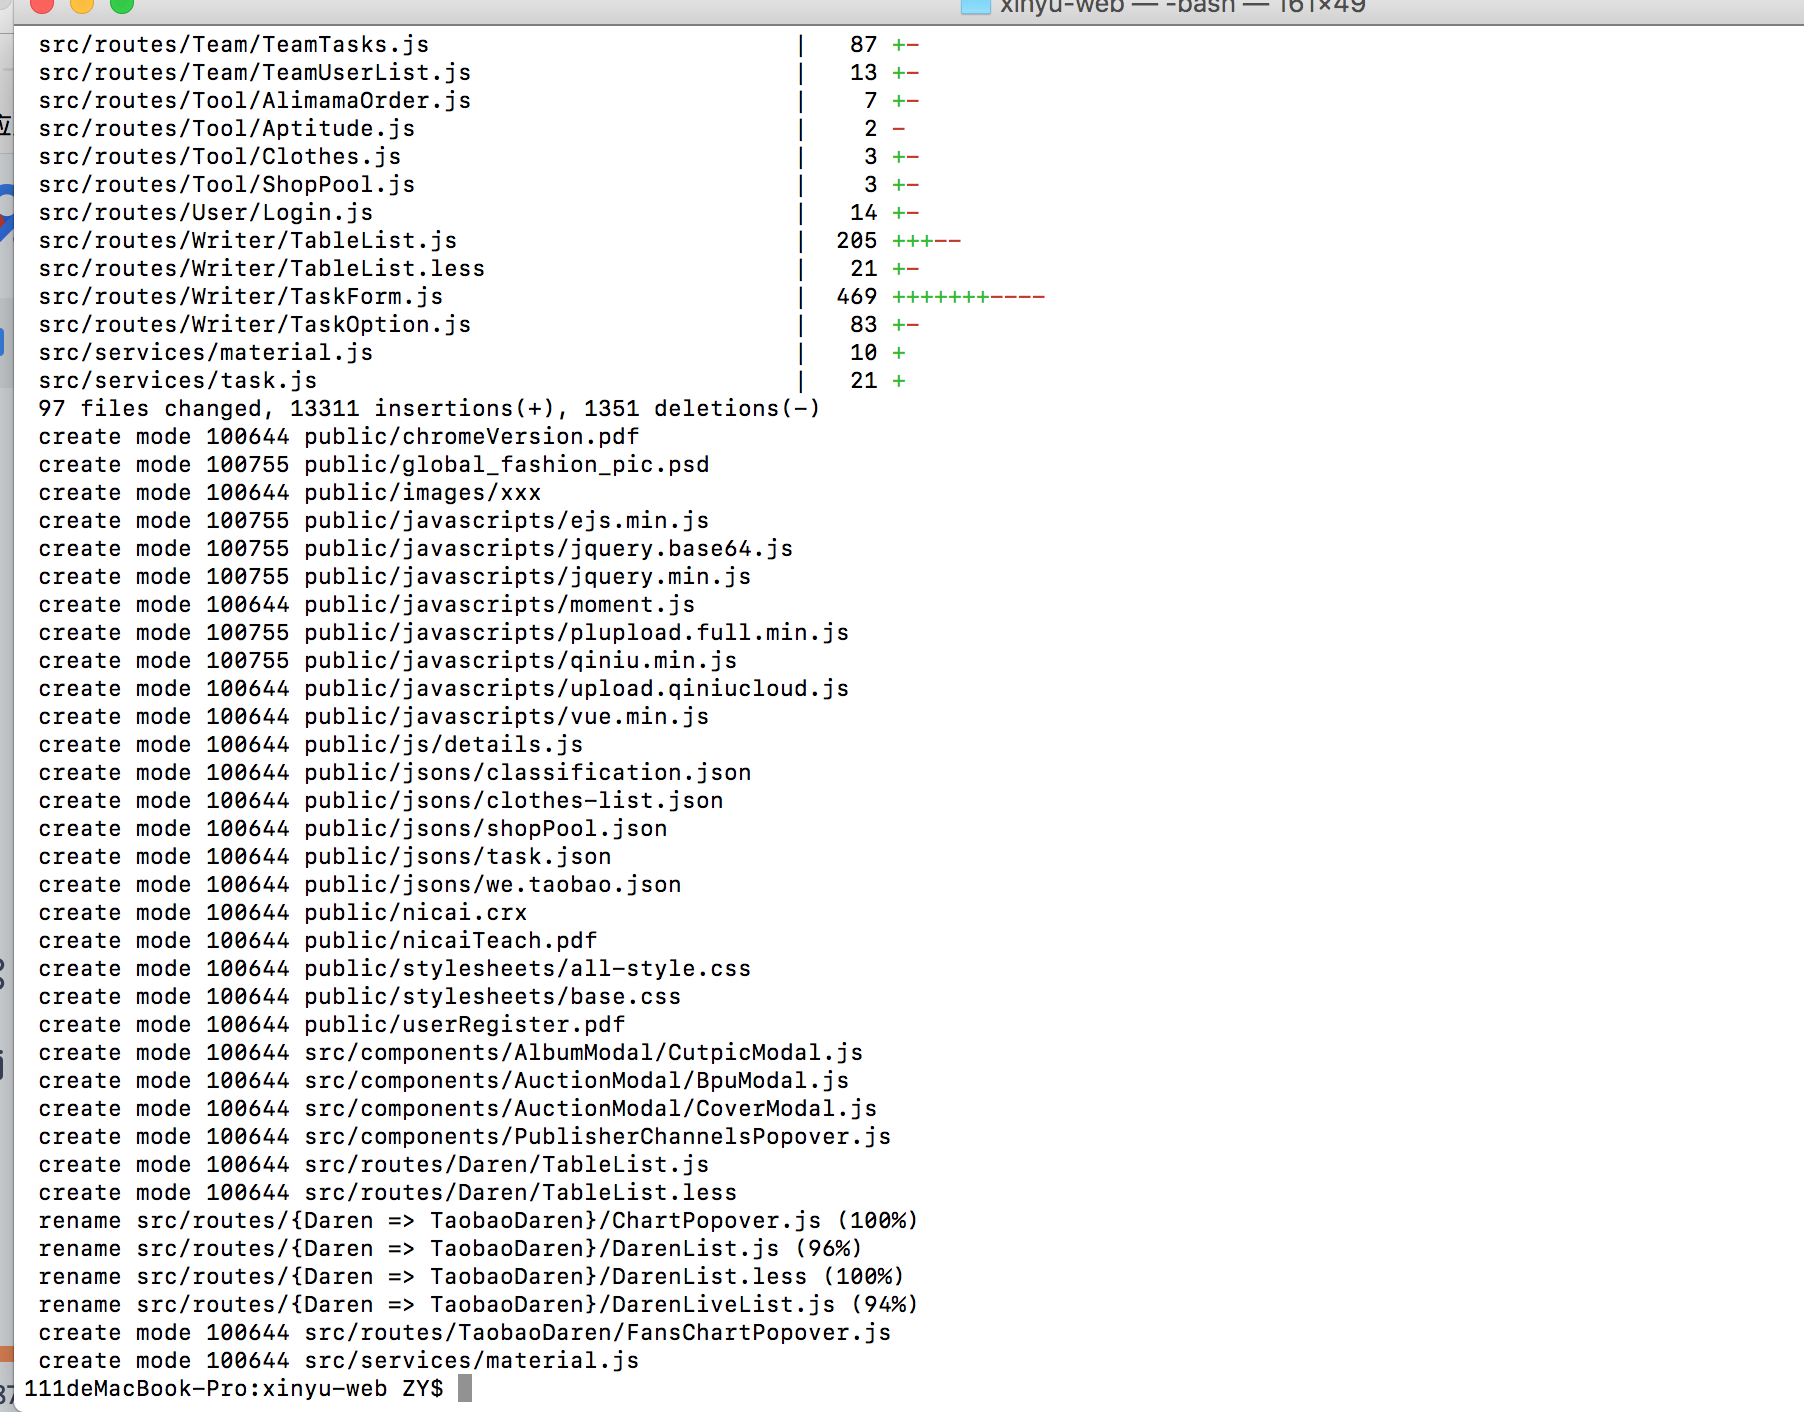 xinyu-web — -bash — 161×49
src/routes/Team/TeamTasks.js | 87 +-
src/routes/Team/TeamUserList.js | 13 +-
src/routes/Tool/AlimamaOrder.js | 7 +-
src/routes/Tool/Aptitude.js | 2 -
src/routes/Tool/Clothes.js | 3 +-
src/routes/Tool/ShopPool.js | 3 +-
src/routes/User/Login.js | 14 +-
src/routes/Writer/TableList.js | 205 +++--
src/routes/Writer/TableList.less | 21 +-
src/routes/Writer/TaskForm.js | 469 +++++++----
src/routes/Writer/TaskOption.js | 83 +-
src/services/material.js | 10 +
src/services/task.js | 21 +
97 files changed, 13311 insertions(+), 1351 deletions(-)
create mode 100644 public/chromeVersion.pdf
create mode 100755 public/global_fashion_pic.psd
create mode 100644 public/images/xxx
create mode 100755 public/javascripts/ejs.min.js
create mode 100755 public/javascripts/jquery.base64.js
create mode 100755 public/javascripts/jquery.min.js
create mode 100644 public/javascripts/moment.js
create mode 100755 public/javascripts/plupload.full.min.js
create mode 100755 public/javascripts/qiniu.min.js
create mode 100644 public/javascripts/upload.qiniucloud.js
create mode 100644 public/javascripts/vue.min.js
create mode 100644 public/js/details.js
create mode 100644 public/jsons/classification.json
create mode 100644 public/jsons/clothes-list.json
create mode 100644 public/jsons/shopPool.json
create mode 100644 public/jsons/task.json
create mode 100644 public/jsons/we.taobao.json
create mode 100644 public/nicai.crx
create mode 100644 public/nicaiTeach.pdf
create mode 100644 public/stylesheets/all-style.css
create mode 100644 public/stylesheets/base.css
create mode 100644 public/userRegister.pdf
create mode 100644 src/components/AlbumModal/CutpicModal.js
create mode 100644 src/components/AuctionModal/BpuModal.js
create mode 100644 src/components/AuctionModal/CoverModal.js
create mode 100644 src/components/PublisherChannelsPopover.js
create mode 100644 src/routes/Daren/TableList.js
create mode 100644 src/routes/Daren/TableList.less
rename src/routes/{Daren => TaobaoDaren}/ChartPopover.js (100%)
rename src/routes/{Daren => TaobaoDaren}/DarenList.js (96%)
rename src/routes/{Daren => TaobaoDaren}/DarenList.less (100%)
rename src/routes/{Daren => TaobaoDaren}/DarenLiveList.js (94%)
create mode 100644 src/routes/TaobaoDaren/FansChartPopover.js
create mode 100644 src/services/material.js
111deMacBook-Pro:xinyu-web ZY$